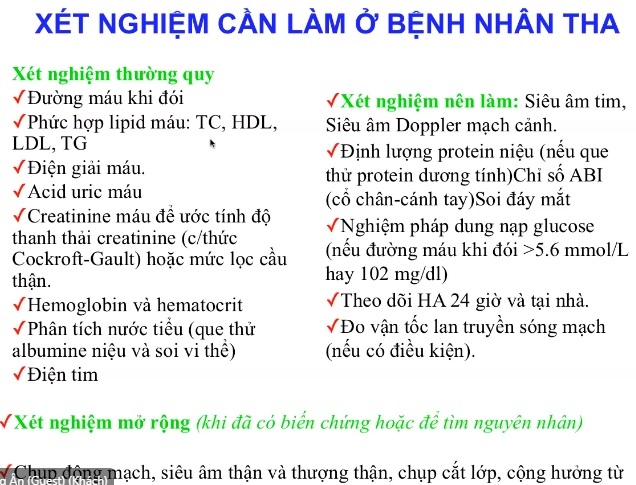 XÉT NGHIỆM CẦN LÀM Ở BỆNH NHÂN THA
Xét nghiệm thường quy
✓Đường máu khi đói
✓Phức hợp lipid máu: TC, HDL,
LDL, TG
✓Điện giải máu.
✓Acid uric máu
✓Creatinine máu để ước tính độ
thanh thải creatinine (c/thức
Cockroft-Gault) hoặc mức lọc cầu
thận.
✓Hemoglobin và hematocrit
✓Phân tích nước tiểu (que thử
albumine niệu và soi vi thể)
✓Điện tim
✓Xét nghiệm nên làm: Siêu âm tim,
Siêu âm Doppler mạch cảnh.
✓Định lượng protein niệu (nếu que
thử protein dương tính)Chỉ số ABI
(cổ chân-cánh tay)Soi đáy mắt
✓Nghiệm pháp dung nạp glucose
(nếu đường máu khi đói >5.6 mmol/L
hay 102 mg/dl)
✓Theo dõi HA 24 giờ và tại nhà.
✓Đo vận tốc lan truyền sóng mạch
(nếu có điều kiện).
✓Xét nghiệm mở rộng (khi đã có biến chứng hoặc để tìm nguyên nhân)
✓Chụp động mạch, siêu âm thận và thượng thận, chụp cắt lớp, cộng hưởng từ
An (Guest) (Khách)